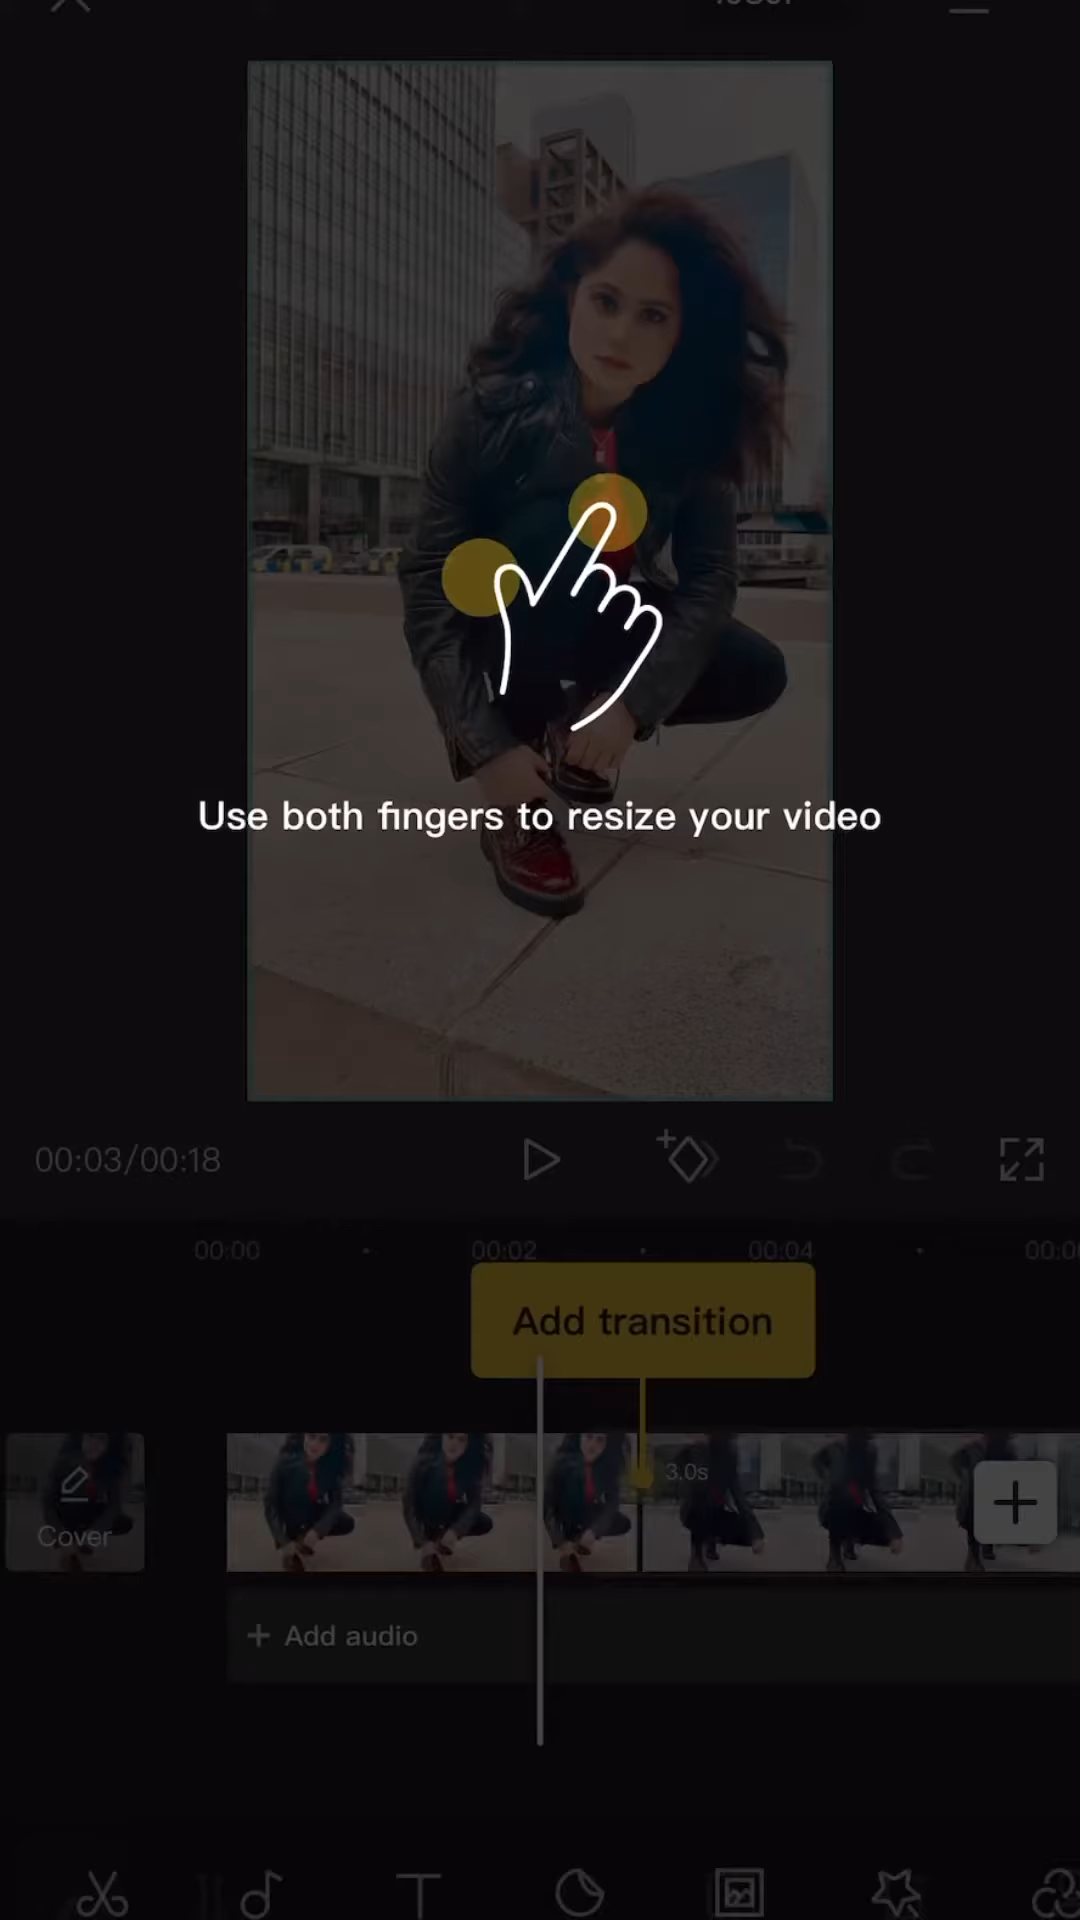 Use both fingers to resize your video
00:03/00:18
00:00
00:02
00:04
Add transition
3.0s
Cover
+ Add audio